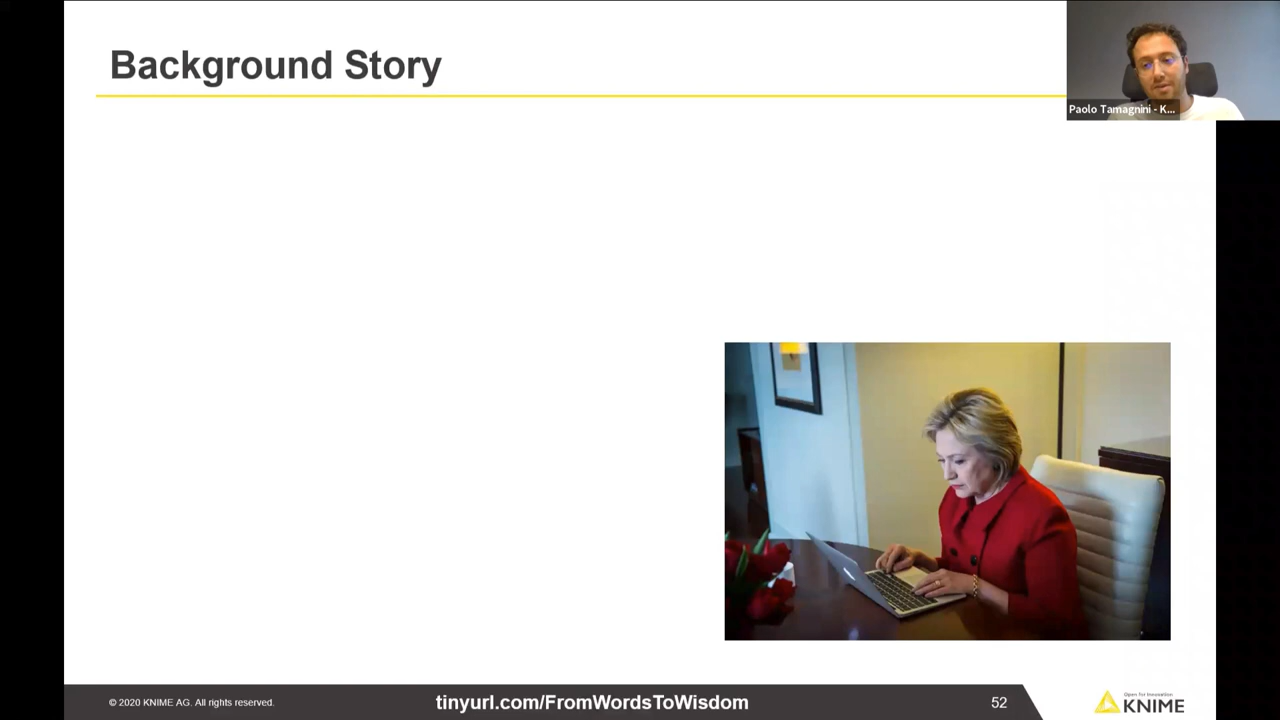 Background Story
Paolo Tamagnini - K...
© 2020 KNIME AG. All rights reserved.
tinyurl.com/FromWordsToWisdom
52
Open for Innovation
KNIME